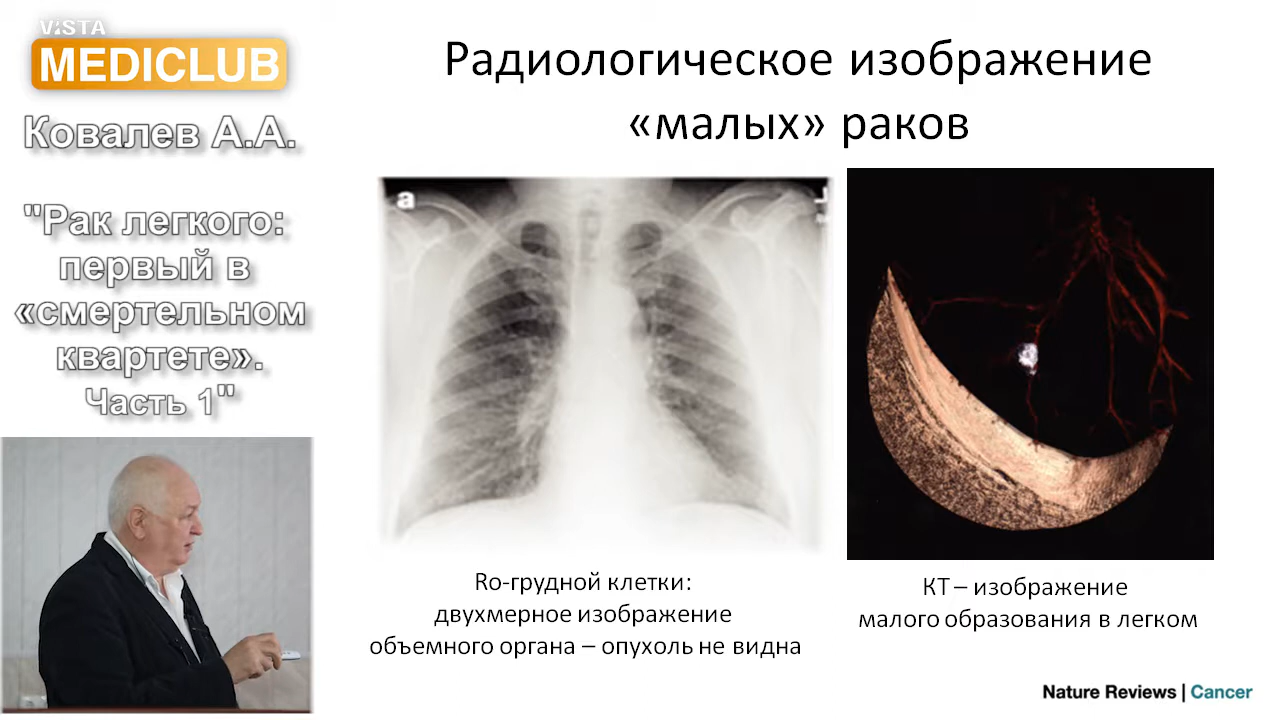 VISTA
MEDICLUB
Ковалев А.А.
"Рак легкого:
первый в
«смертельном
квартете».
Часть 1"
Радиологическое изображение
«малых» раков
a
L
Ro-грудной клетки:
двухмерное изображение
объемного органа – опухоль не видна
КТ – изображение
малого образования в легком
Nature Reviews | Cancer